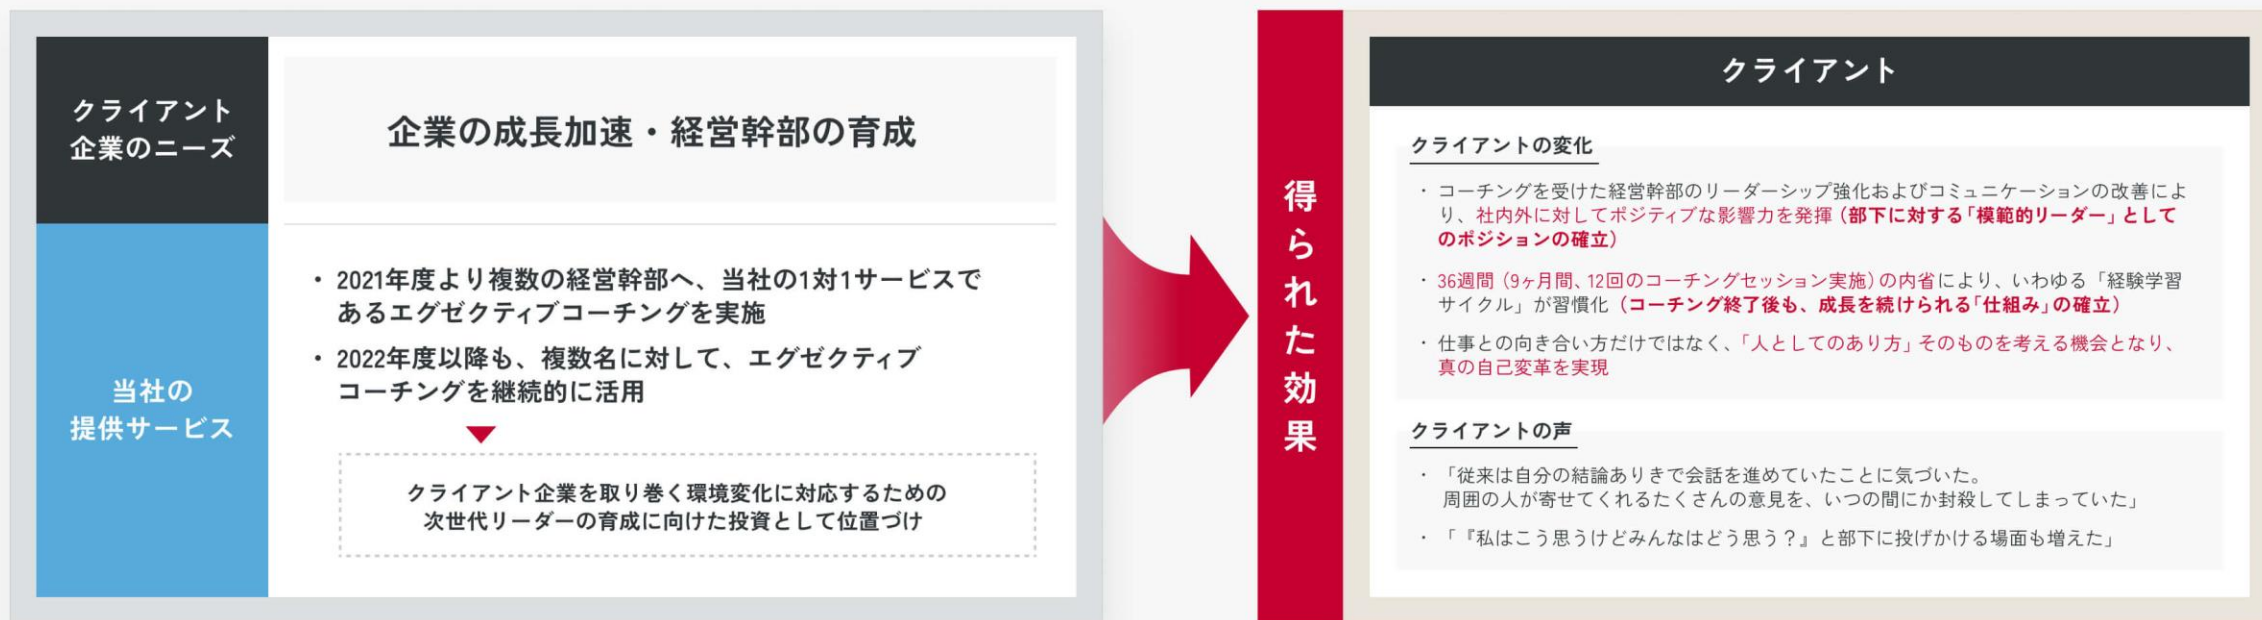 クライアント
企業のニーズ
企業の成長加速・経営幹部の育成
当社の
提供サービス
・ 2021年度より複数の経営幹部へ、当社の1対1サービスで
あるエグゼクティブコーチングを実施
・ 2022年度以降も、複数名に対して、エグゼクティブ
コーチングを継続的に活用
クライアント企業を取り巻く環境変化に対応するための
次世代リーダーの育成に向けた投資として位置づけ
得られた効果
クライアント
クライアントの変化
・ コーチングを受けた経営幹部のリーダーシップ強化およびコミュニケーションの改善によ
り、社内外に対してポジティブな影響力を発揮（部下に対する「模範的リーダー」として
のポジションの確立）
・ 36週間（9ヶ月間、12回のコーチングセッション実施）の内省により、いわゆる「経験学習
サイクル」が習慣化（コーチング終了後も、成長を続けられる「仕組み」の確立）
・ 仕事との向き合い方だけではなく、「人としてのあり方」そのものを考える機会となり、
真の自己変革を実現
クライアントの声
・ 「従来は自分の結論ありきで会話を進めていたことに気づいた。
周囲の人が寄せてくれるたくさんの意見を、いつの間にか封殺してしまっていた」
・ 「『私はこう思うけどみんなはどう思う？』と部下に投げかける場面も増えた」